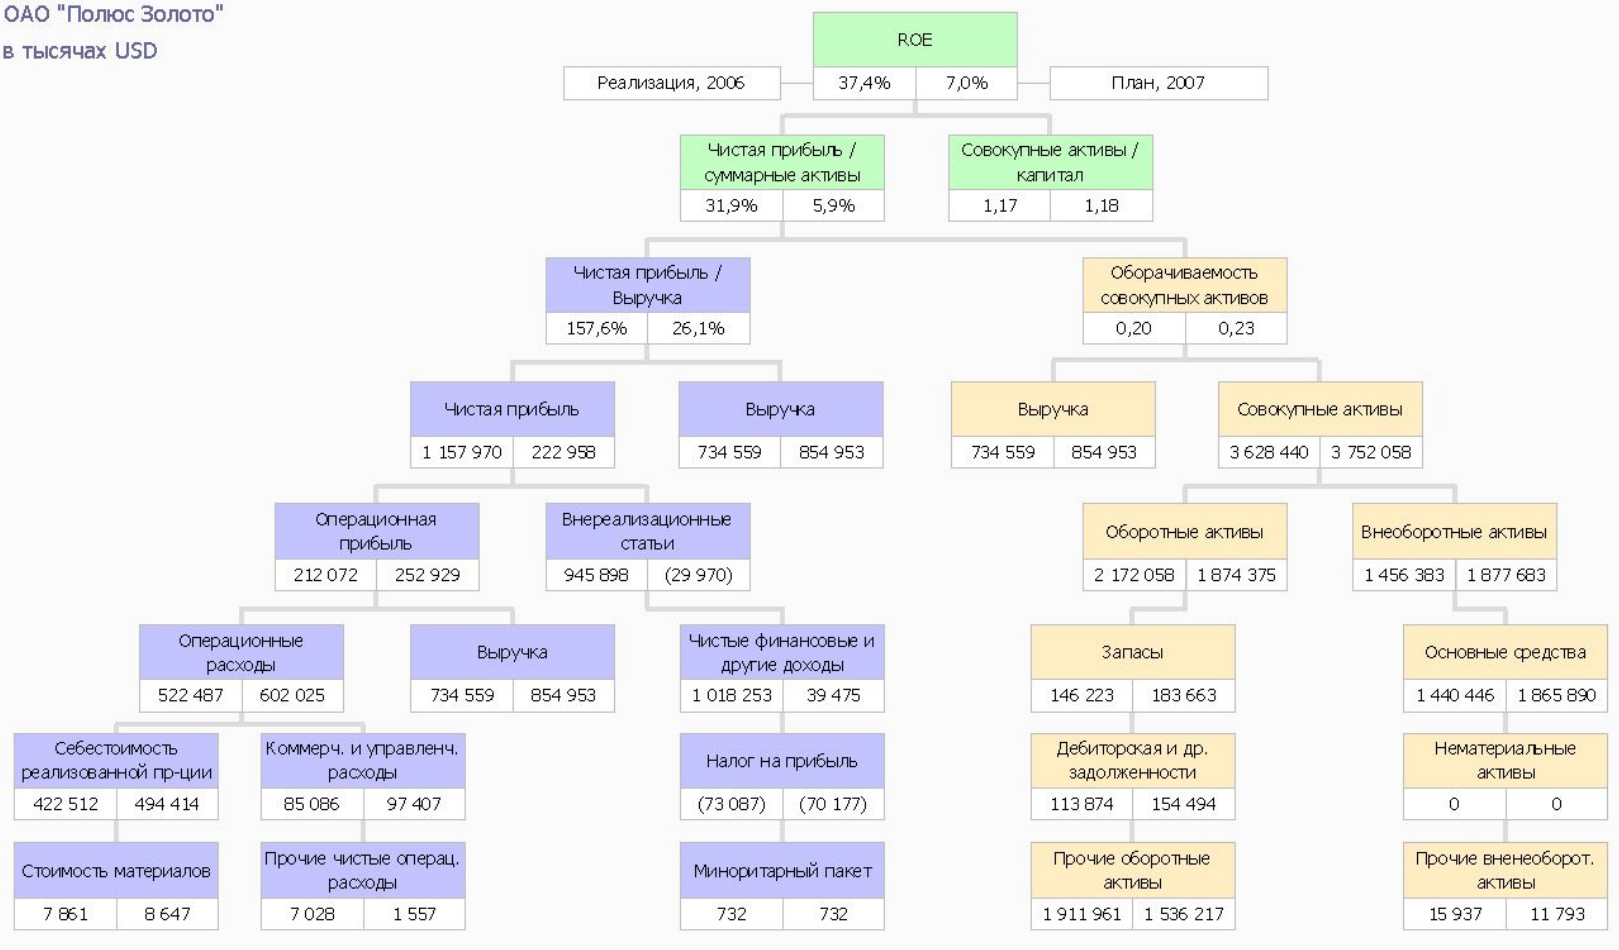 ОАО "Полюс Золото"
в тысячах USD
ROE
Реализация, 2006
37,4%
7,0%
План, 2007
Чистая прибыль /
суммарные активы
31,9%
5,9%
Совокупные активы /
капитал
1,17
1,18
Чистая прибыль /
Выручка
157,6%
26,1%
Оборачиваемость
совокупных активов
0,20
0,23
Чистая прибыль
1 157 970
222 958
Выручка
734 559
854 953
Выручка
734 559
854 953
Совокупные активы
3 628 440
3 752 058
Операционная
прибыль
212 072
252 929
Внереализационные
статьи
945 898
(29 970)
Оборотные активы
2 172 058
1 874 375
Внеоборотные активы
1 456 383
1 877 683
Операционные
расходы
522 487
602 025
Выручка
734 559
854 953
Чистые финансовые и
другие доходы
1 018 253
39 475
Запасы
146 223
183 663
Основные средства
1 440 446
1 865 890
Себестоимость
реализованной пр-ции
422 512
494 414
Коммерч. и управленч.
расходы
85 086
97 407
Налог на прибыль
(73 087)
(70 177)
Дебиторская и др.
задолженности
113 874
154 494
Нематериальные
активы
0
0
Стоимость материалов
7 861
8 647
Прочие чистые операц.
расходы
7 028
1 557
Миноритарный пакет
732
732
Прочие оборотные
активы
1 911 961
1 536 217
Прочие вненеоборот.
активы
15 937
11 793